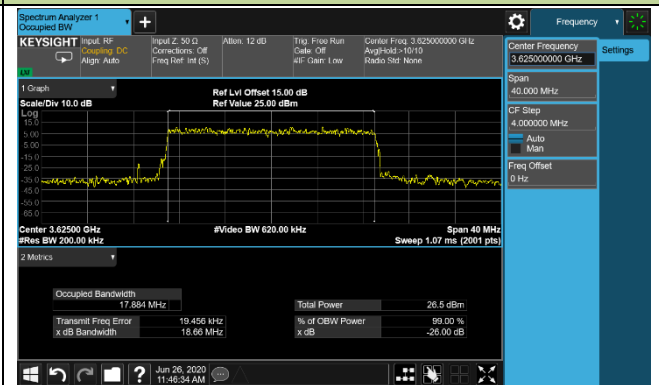 Spectrum Analyzer 1
Occupied BW
+
Frequency
KEYSIGHT
Input: RF
Coupling: DC
Align: Auto
Input Z: 50 Ω
Corrections: Off
Freq Ref: Int (S)
Atten: 12 dB
Trig: Free Run
Gate: Off
#IF Gain: Low
Center Freq: 3.625000000 GHz
Avg|Hold:>10/10
Radio Std: None
Center Frequency
3.625000000 GHz
Settings
Span
40.000 MHz
CF Step
4.000000 MHz
Auto
Man
Freq Offset
0 Hz
1 Graph
Scale/Div 10.0 dB
Ref Lvl Offset 15.00 dB
Ref Value 25.00 dBm
Log
15.0
5.00
-5.00
-15.0
-25.0
-35.0
-45.0
-55.0
-65.0
Center 3.62500 GHz
#Res BW 200.00 kHz
#Video BW 620.00 kHz
Span 40 MHz
Sweep 1.07 ms (2001 pts)
2 Metrics
Occupied Bandwidth
17.884 MHz
Transmit Freq Error 19.456 kHz
x dB Bandwidth 18.66 MHz
Total Power 26.5 dBm
% of OBW Power 99.00 %
x dB -26.00 dB
?
Jun 26, 2020
11:46:34 AM